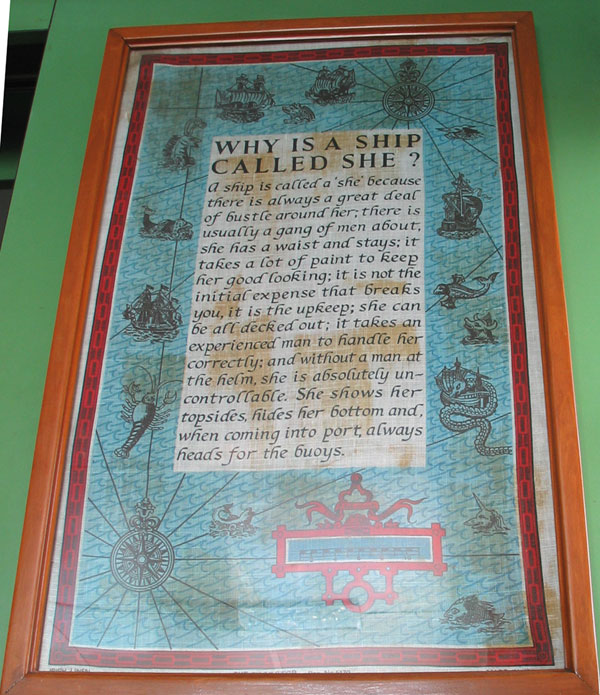 WHY IS A SHIP
CALLED SHE ?
A ship is called a 'she' because
there is always a great deal
of bustle around her; there is
usually a gang of men about,
she has a waist and stays; it
takes a lot of paint to keep
her good looking; it is not the
initial expense that breaks
you, it is the upkeep; she can
be all decked out; it takes an
experienced man to handle her
correctly; and without a man at
the helm, she is absolutely un-
controllable. She shows her
topsides, hides her bottom and,
when coming into port, always
heads for the buoys.